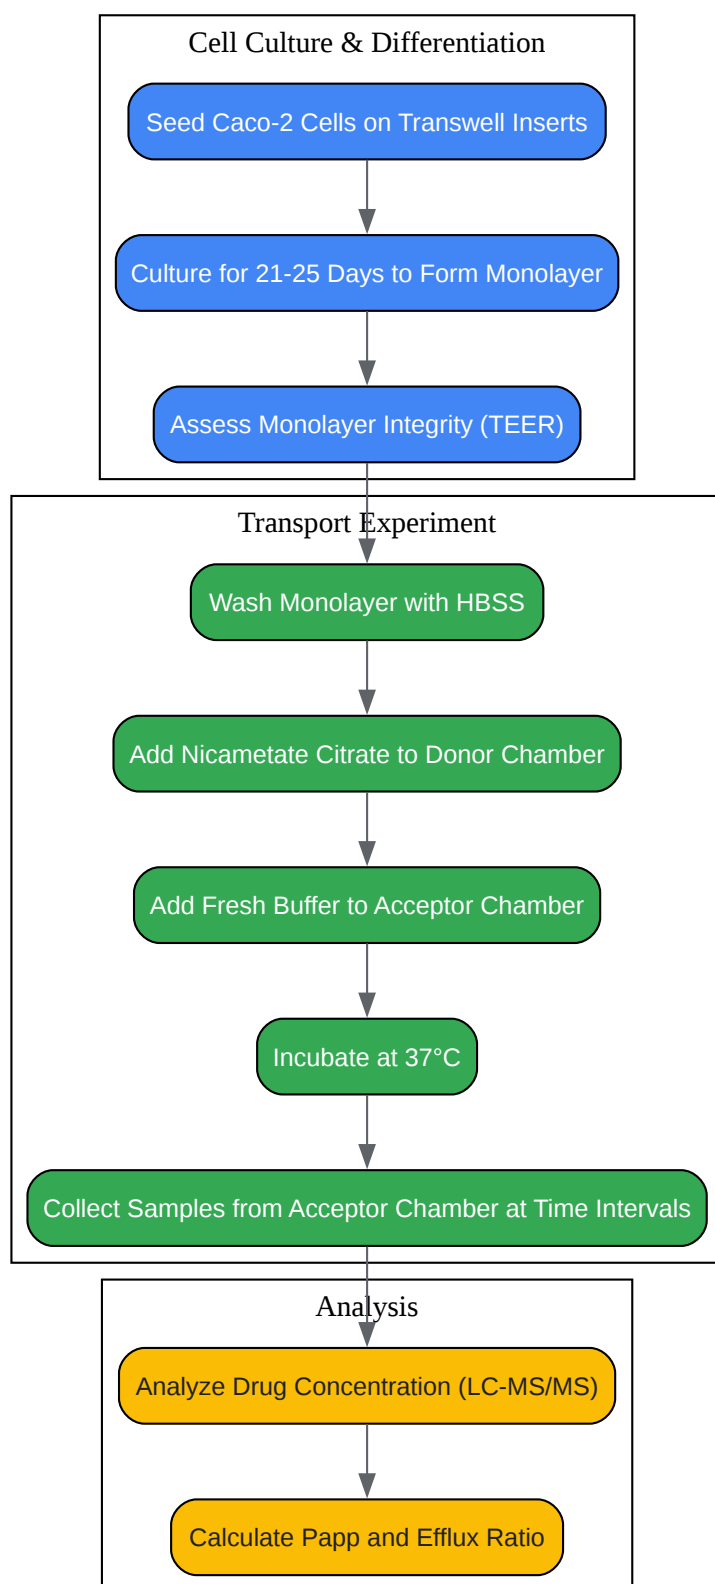 Cell Culture & Differentiation
Seed Caco-2 Cells on Transwell Inserts
Culture for 21-25 Days to Form Monolayer
Assess Monolayer Integrity (TEER)
Transport Experiment
Wash Monolayer with HBSS
Add Nicametate Citrate to Donor Chamber
Add Fresh Buffer to Acceptor Chamber
Incubate at 37°C
Collect Samples from Acceptor Chamber at Time Intervals
Analysis
Analyze Drug Concentration (LC-MS/MS)
Calculate Papp and Efflux Ratio